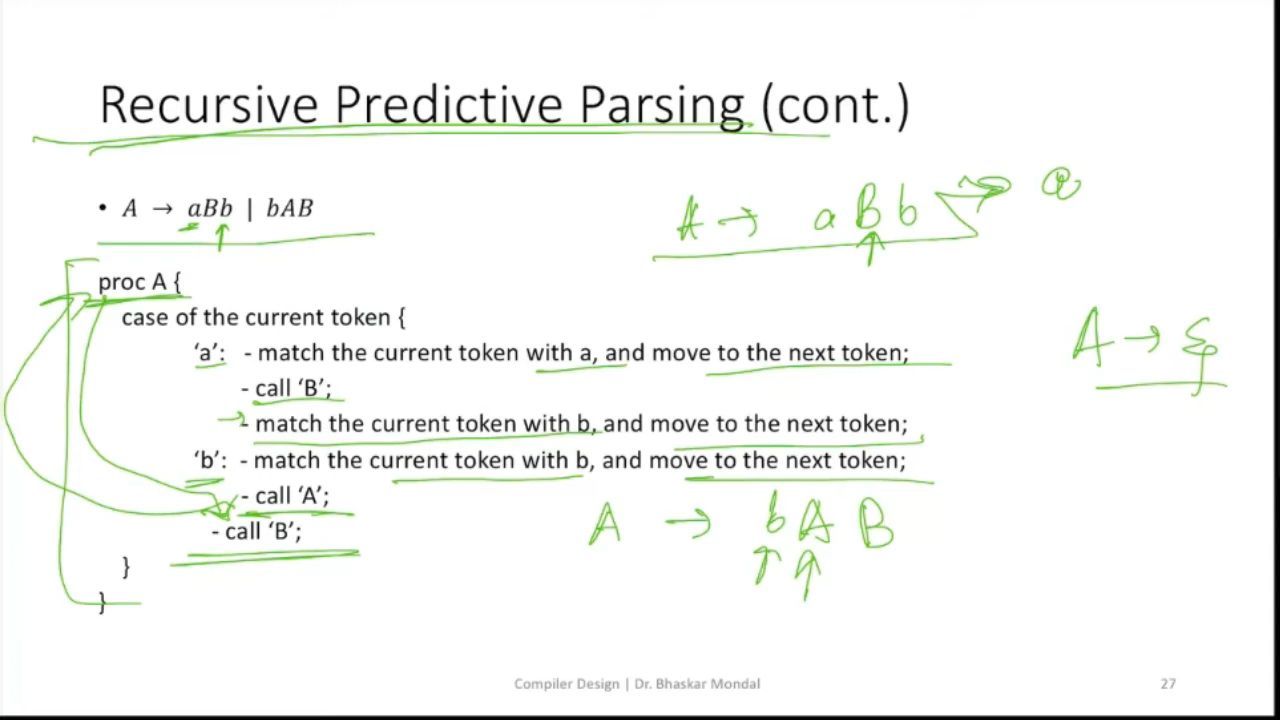 Recursive Predictive Parsing (cont.)
• A → aBb | bAB
A → a B b a
proc A {
case of the current token {
'a': - match the current token with a, and move to the next token;
A → ε
- call 'B';
- match the current token with b, and move to the next token;
'b': - match the current token with b, and move to the next token;
- call 'A';
A → b A B
- call 'B';
}
}
Compiler Design | Dr. Bhaskar Mondal
27